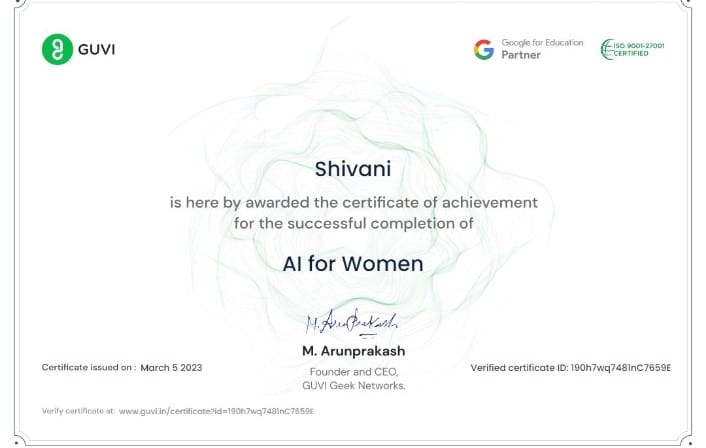 GUVI
Google for Education
Partner
ISO 9001-27001
CERTIFIED
Shivani
is here by awarded the certificate of achievement
for the successful completion of
AI for Women
M. ArunPrakash
M. Arunprakash
Founder and CEO,
GUVI Geek Networks.
Certificate issued on : March 5 2023
Verified certificate ID: 190h7wq7481nC7659E
Verify certificate at: www.guvi.in/certificate?id=190h7wq7481nC7659E